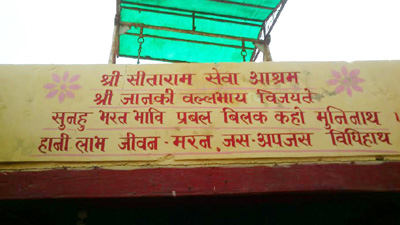 श्री सीताराम सेवा आश्रम
श्री जानकी वल्लभाय विजयते
सुनहु भरत भावि प्रबल बिलक कहो मुनिनाथ ।
हानी लाभ जीवन - मरन, जस - अपजस विधिहाथ